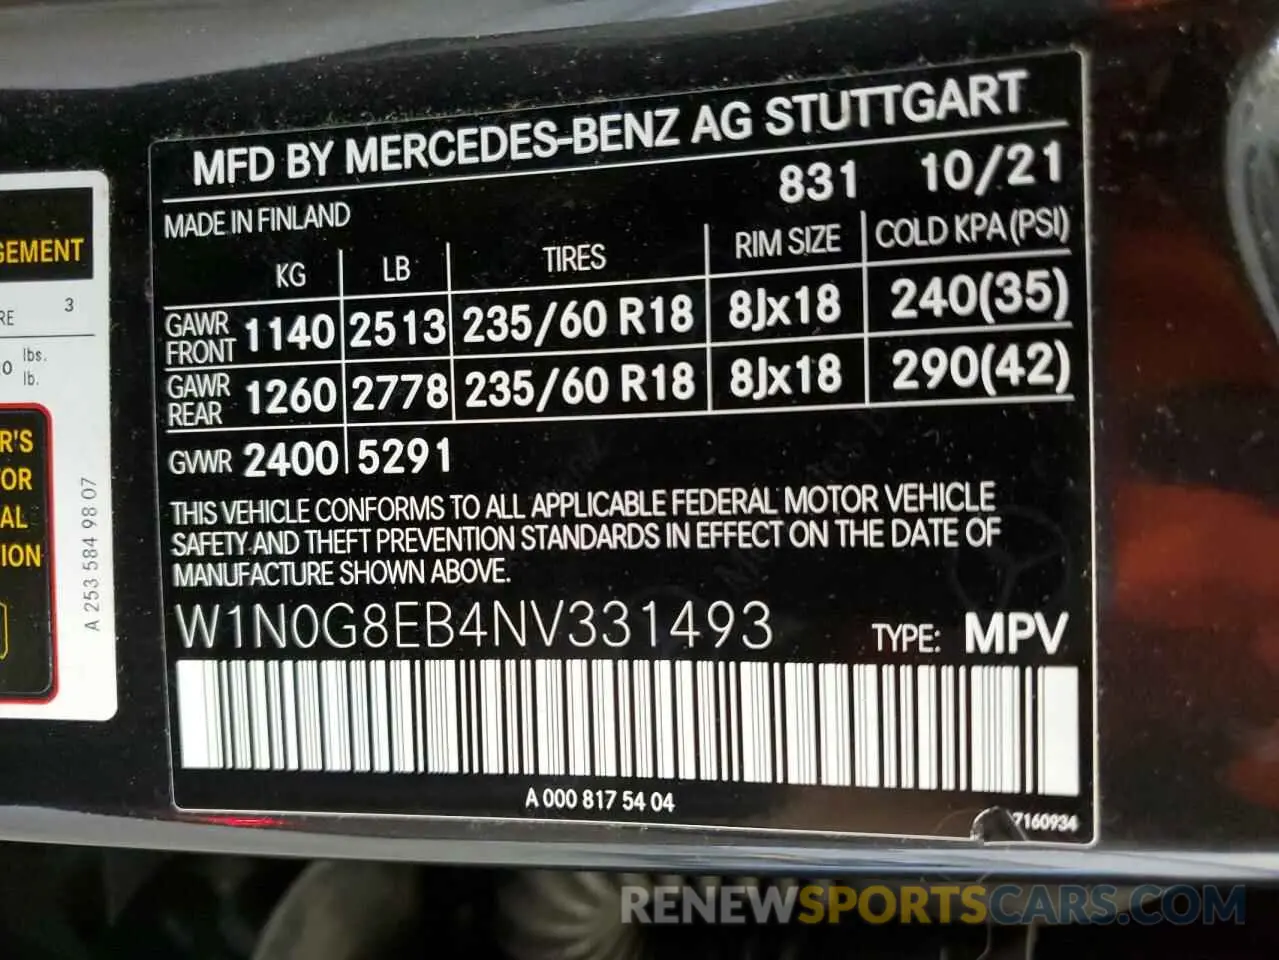 MFD BY MERCEDES-BENZ AG STUTTGART
MADE IN FINLAND 831 10/21
KG LB TIRES RIM SIZE COLD KPA (PSI)
GAWR FRONT 1140 2513 235/60 R18 8Jx18 240(35)
GAWR REAR 1260 2778 235/60 R18 8Jx18 290(42)
GVWR 2400 5291
THIS VEHICLE CONFORMS TO ALL APPLICABLE FEDERAL MOTOR VEHICLE
SAFETY AND THEFT PREVENTION STANDARDS IN EFFECT ON THE DATE OF
MANUFACTURE SHOWN ABOVE.
W1N0G8EB4NV331493 TYPE: MPV
A 000 817 54 04
7160934
GEMENT
RE 3
0 lbs.
lb.
R'S
OR
AL
ION
A 253 584 98 07
RENEWSPORTSCARS.COM